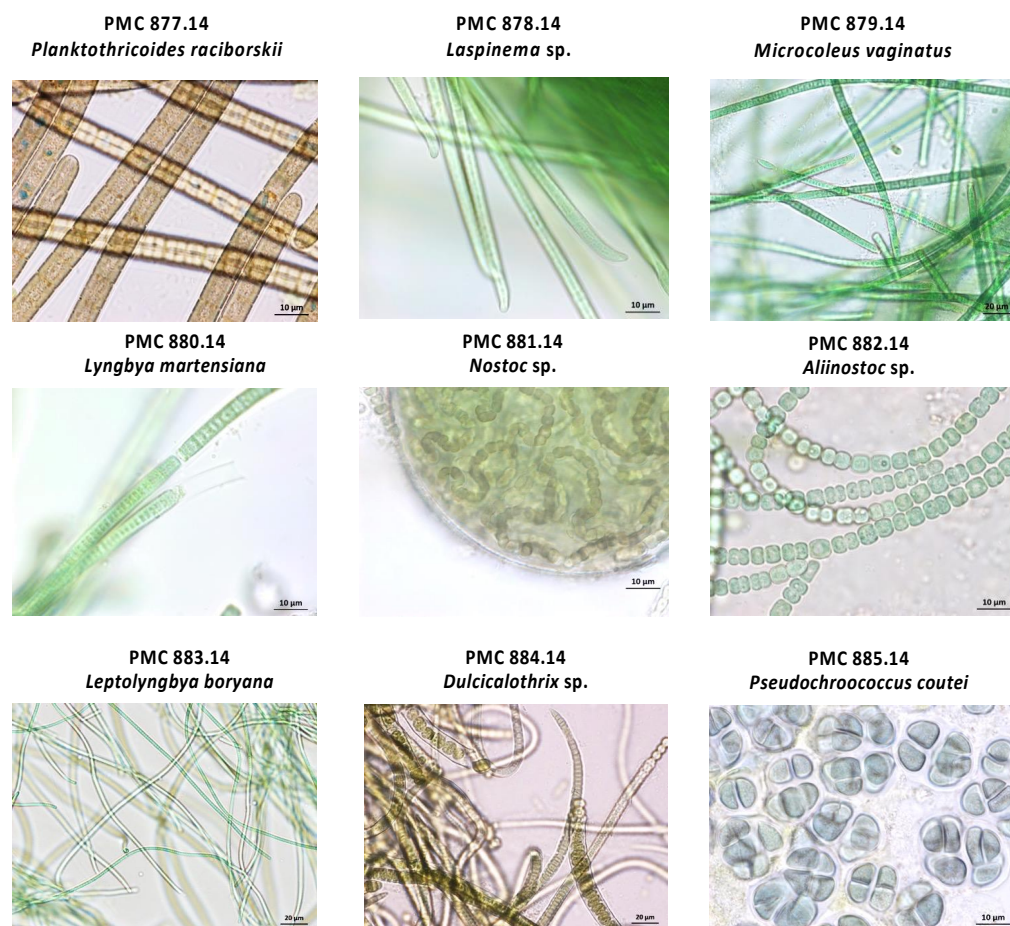 PMC 877.14
Planktothricoides raciborskii
PMC 878.14
Laspinema sp.
PMC 879.14
Microcoleus vaginatus
10 µm
10 µm
20 µm
PMC 880.14
Lyngbya martensiana
PMC 881.14
Nostoc sp.
PMC 882.14
Aliinostoc sp.
10 µm
10 µm
10 µm
PMC 883.14
Leptolyngbya boryana
PMC 884.14
Dulcicalothrix sp.
PMC 885.14
Pseudochroococcus coutei
20 µm
20 µm
10 µm